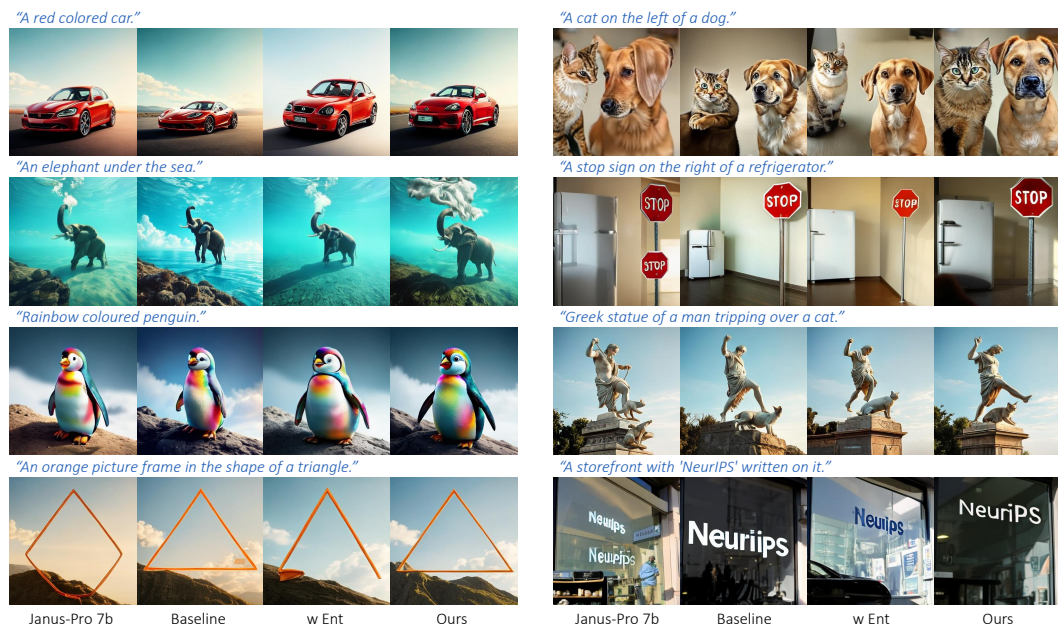 “A red colored car.”
“A cat on the left of a dog.”
“An elephant under the sea.”
“A stop sign on the right of a refrigerator.”
STOP
STOP
STOP
STOP
STOP
“Rainbow coloured penguin.”
“Greek statue of a man tripping over a cat.”
“An orange picture frame in the shape of a triangle.”
“A storefront with 'NeurIPS' written on it.”
Neuriips
NeuriPS
Janus-Pro 7b
Baseline
w Ent
Ours
Janus-Pro 7b
Baseline
w Ent
Ours